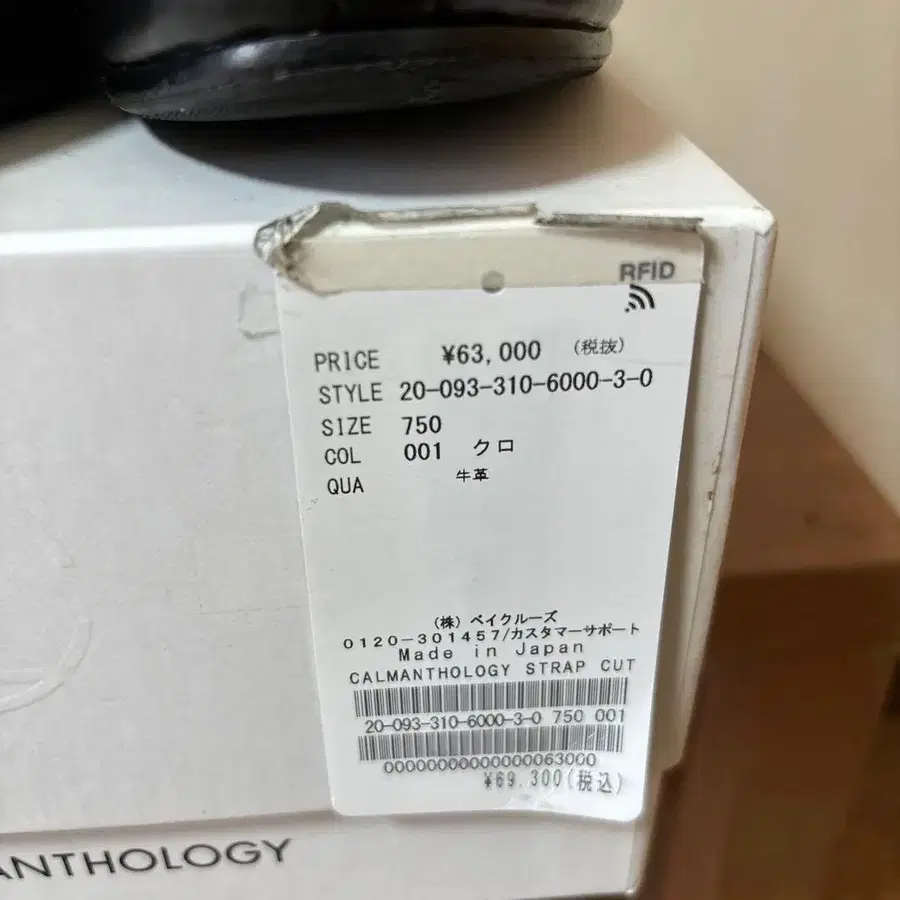 RFID
PRICE ¥63,000 (税抜)
STYLE 20-093-310-6000-3-0
SIZE 750
COL 001 クロ
QUA 牛革
(株) ベイクルーズ
0120-301457/カスタマーサポート
Made in Japan
CALMANTHOLOGY STRAP CUT
20-093-310-6000-3-0 750 001
0000000000000000063000
¥69.300(税込)
ANTHOLOGY